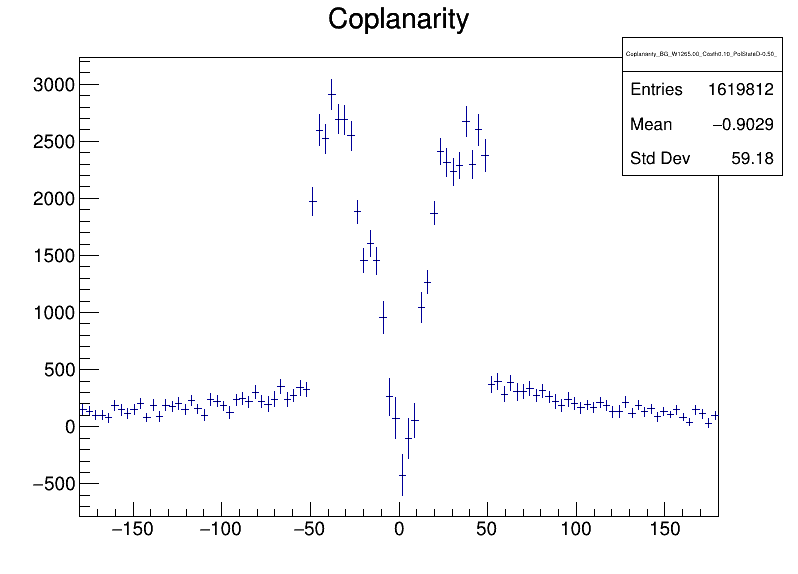 Coplanarity
Coplanarity_BG_W1265.00_Costh0.10_PolStateD-0.50_
Entries 1619812
Mean −0.9029
Std Dev 59.18
3000
2500
2000
1500
1000
500
0
−500
−150 −100 −50 0 50 100 150